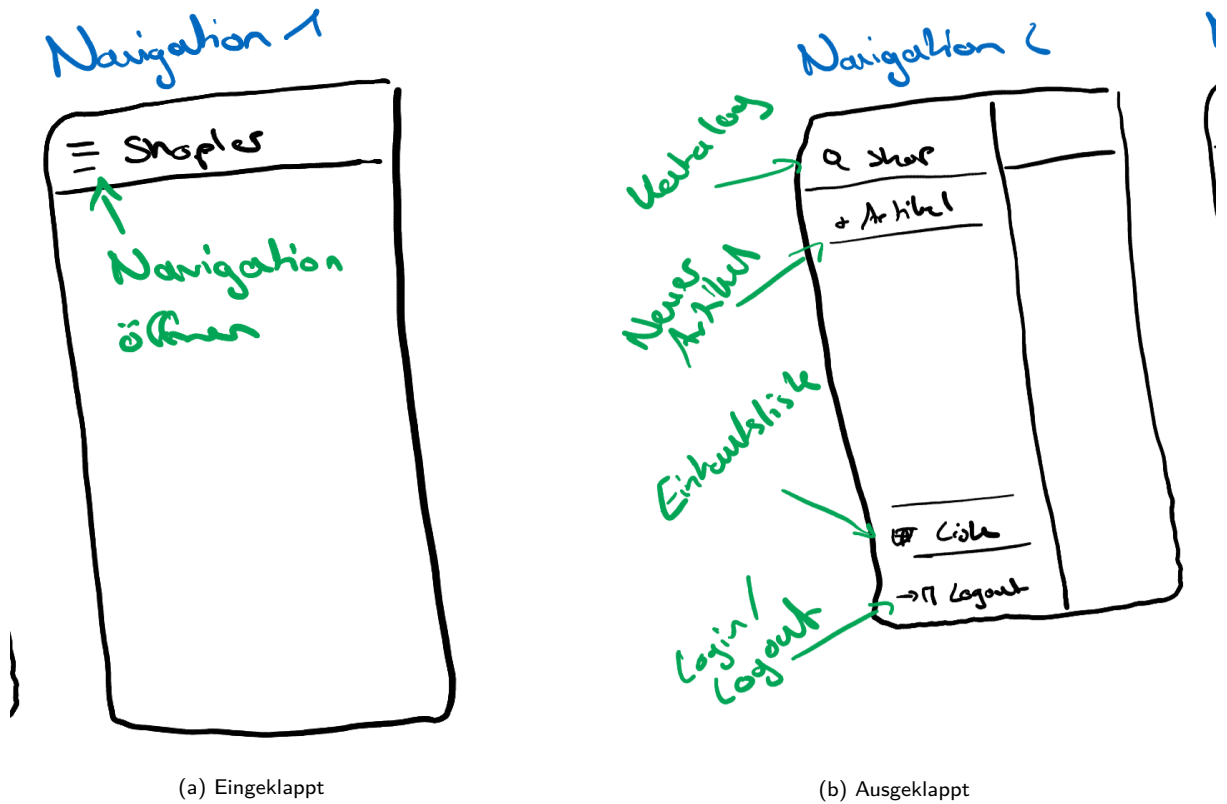 Navigation 1
Shopler
Navigation
öffnen
(a) Eingeklappt
Navigation 2
Katalog
Shop
+ Artikel
Neuer
Artikel
Einkaufsliste
Liste
Login/
Logout
Logout
(b) Ausgeklappt